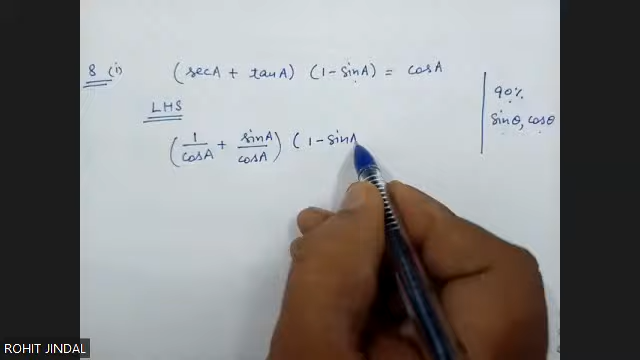 8 (i) (secA + tanA) (1 - sinA) = cosA
LHS
(1/cosA + sinA/cosA) (1 - sinA
90%
sinθ, cosθ
ROHIT JINDAL